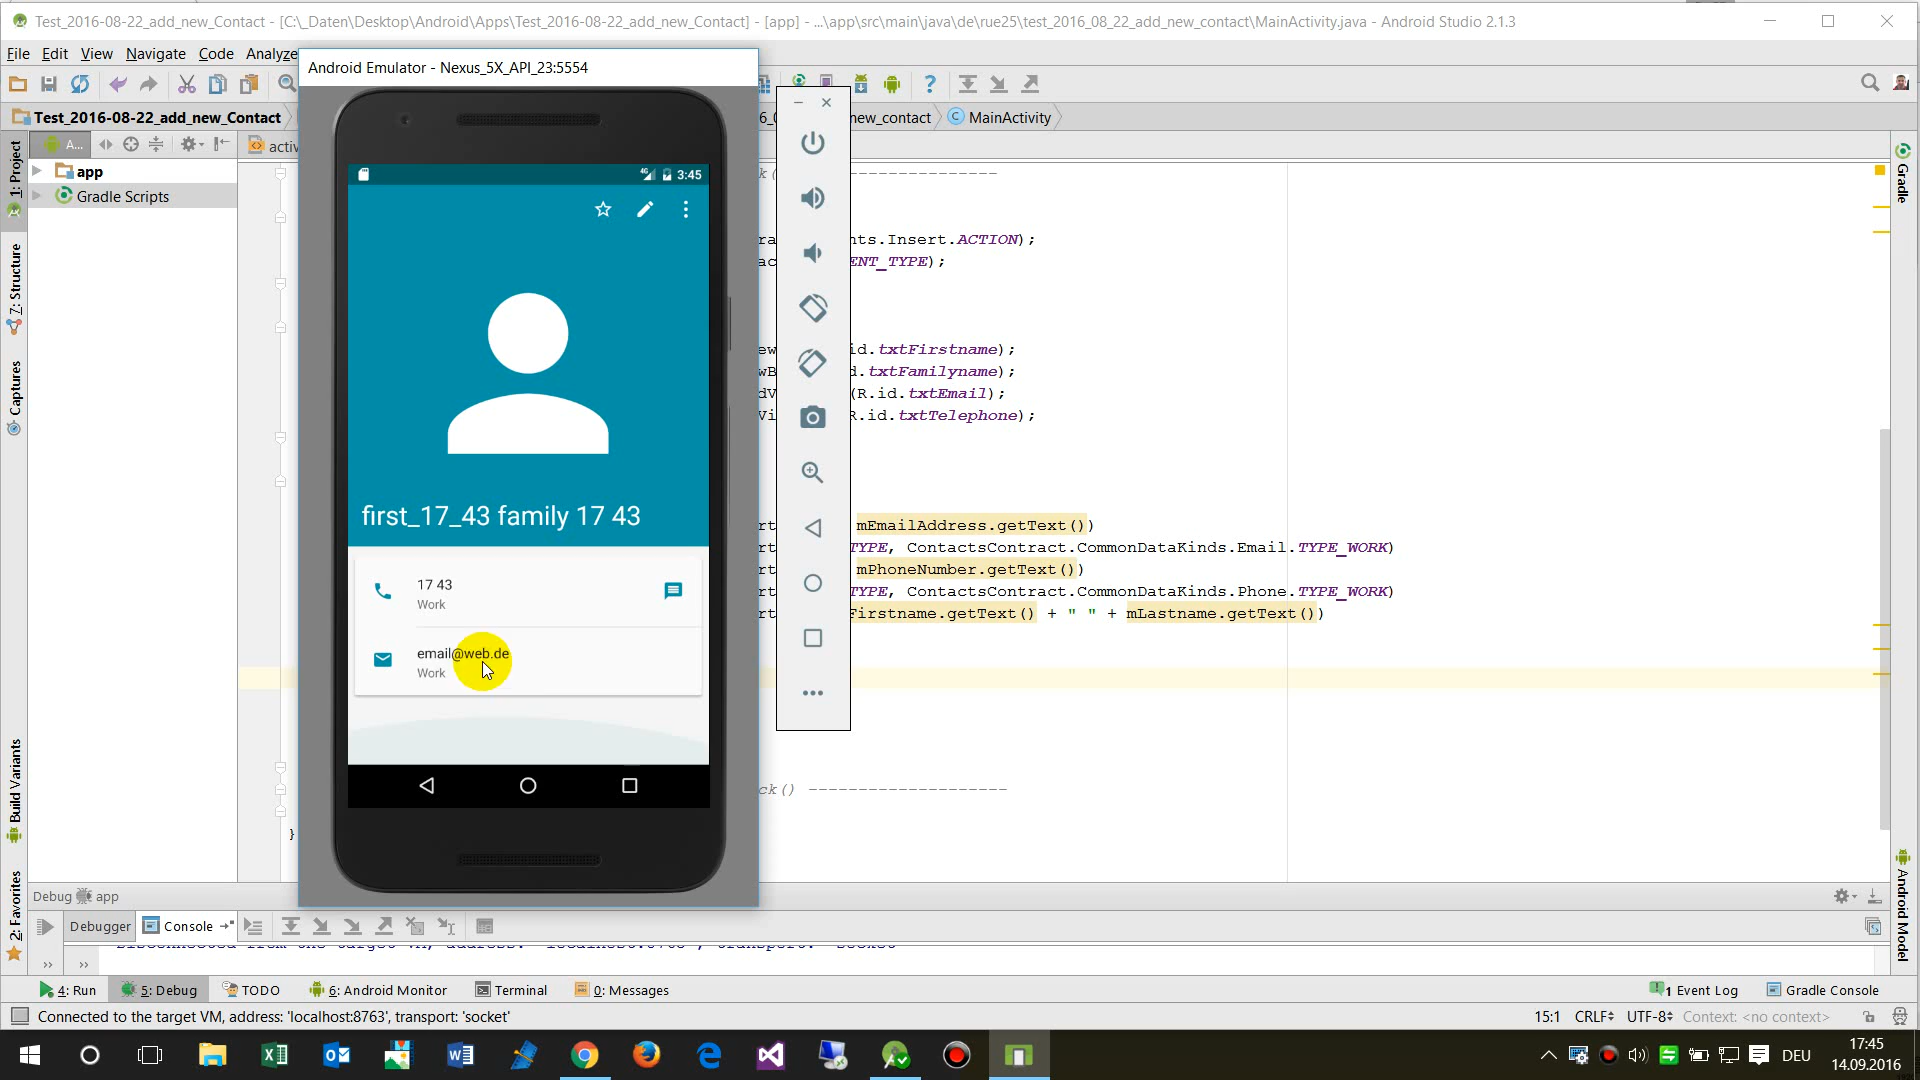 Test_2016-08-22_add_new_Contact - [C:\_Daten\Desktop\Android\Apps\Test_2016-08-22_add_new_Contact] - [app] - ...\app\src\main\java\de\rue25\test_2016_08_22_add_new_contact\MainActivity.java - Android Studio 2.1.3
File Edit View Navigate Code Analyze
Android Emulator - Nexus_5X_API_23:5554
Test_2016-08-22_add_new_Contact
new_contact
MainActivity
1: Project
A...
activ
app
Gradle Scripts
7: Structure
Captures
Build Variants
2: Favorites
Gradle
Android Model
3:45
first_17_43 family 17 43
17 43
Work
email@web.de
Work
nts.Insert.ACTION);
ENT_TYPE);
id.txtFirstname);
d.txtFamilyname);
(R.id.txtEmail);
R.id.txtTelephone);
mEmailAddress.getText())
TYPE, ContactsContract.CommonDataKinds.Email.TYPE_WORK)
mPhoneNumber.getText())
TYPE, ContactsContract.CommonDataKinds.Phone.TYPE_WORK)
Firstname.getText() + " " + mLastname.getText())
ck() --------------------
}
Debug app
Debugger Console
4: Run 5: Debug TODO 6: Android Monitor Terminal 0: Messages 1 Event Log Gradle Console
Connected to the target VM, address: 'localhost:8763', transport: 'socket' 15:1 CRLF UTF-8 Context: <no context>
DEU
17:45
14.09.2016